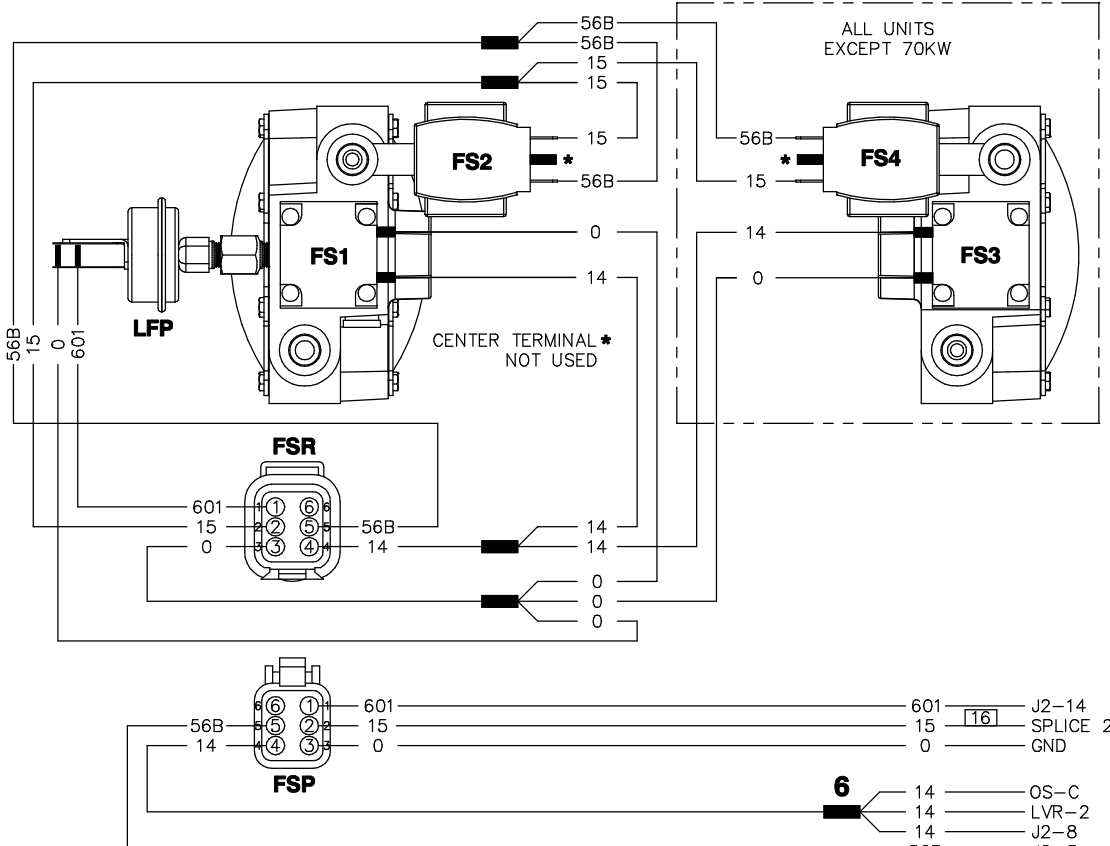 56B
56B
15
15
ALL UNITS
EXCEPT 70KW
15
*
56B
FS2
56B
*
15
FS4
0
14
FS1
14
0
FS3
LFP
CENTER TERMINAL *
NOT USED
56B
15
0
601
FSR
601 1 1 6 6
15 2 2 5 5 56B
0 3 3 4 4 14
14
14
0
0
0
6 6 1 1 601 601 J2-14
56B 5 5 2 2 15 15 16 SPLICE 2
14 4 4 3 3 0 0 GND
FSP
6
14 OS-C
14 LVR-2
14 J2-8